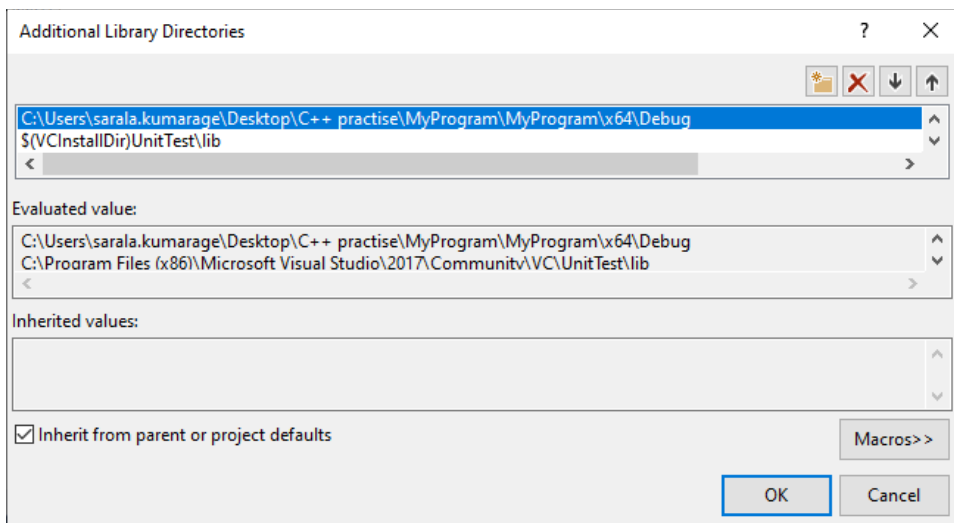 Additional Library Directories
?
C:\Users\sarala.kumarage\Desktop\C++ practise\MyProgram\MyProgram\x64\Debug
$(VCInstallDir)UnitTest\lib
Evaluated value:
C:\Users\sarala.kumarage\Desktop\C++ practise\MyProgram\MyProgram\x64\Debug
C:\Program Files (x86)\Microsoft Visual Studio\2017\Community\VC\UnitTest\lib
Inherited values:
Inherit from parent or project defaults
Macros>>
OK Cancel